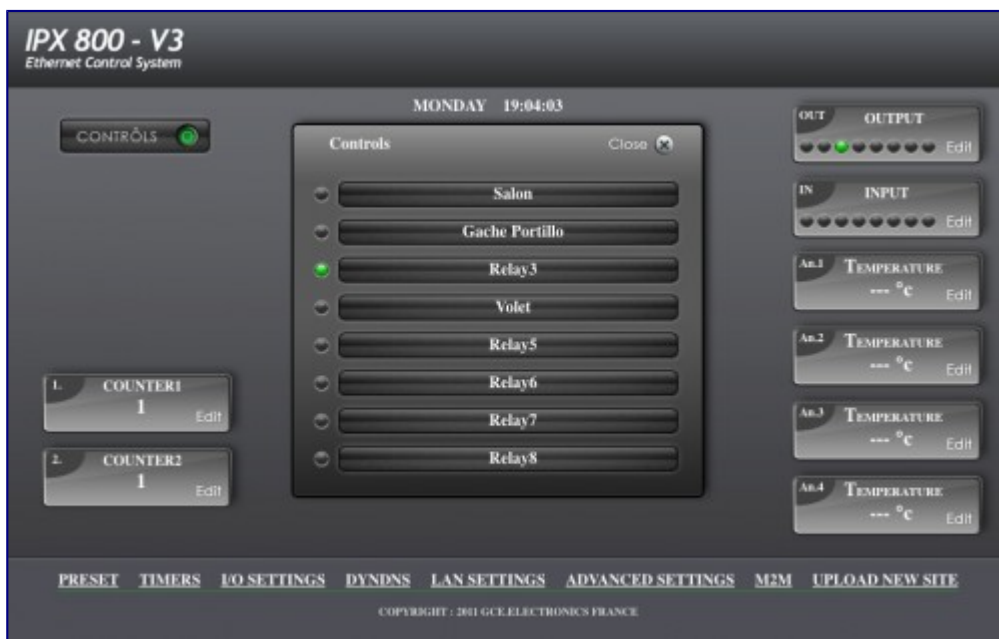 IPX 800 - V3
Ethernet Control System
MONDAY 19:04:03
CONTRÔLS
Controls
Close
Salon
Gache Portillo
Relay3
Volet
Relay5
Relay6
Relay7
Relay8
1. COUNTER1
1
Edit
2. COUNTER2
1
Edit
OUT OUTPUT
Edit
IN INPUT
Edit
An.1 TEMPERATURE
--- °C
Edit
An.2 TEMPERATURE
--- °C
Edit
An.3 TEMPERATURE
--- °C
Edit
An.4 TEMPERATURE
--- °C
Edit
PRESET TIMERS I/O SETTINGS DYNDNS LAN SETTINGS ADVANCED SETTINGS M2M UPLOAD NEW SITE
COPYRIGHT : 2011 GCE.ELECTRONICS FRANCE